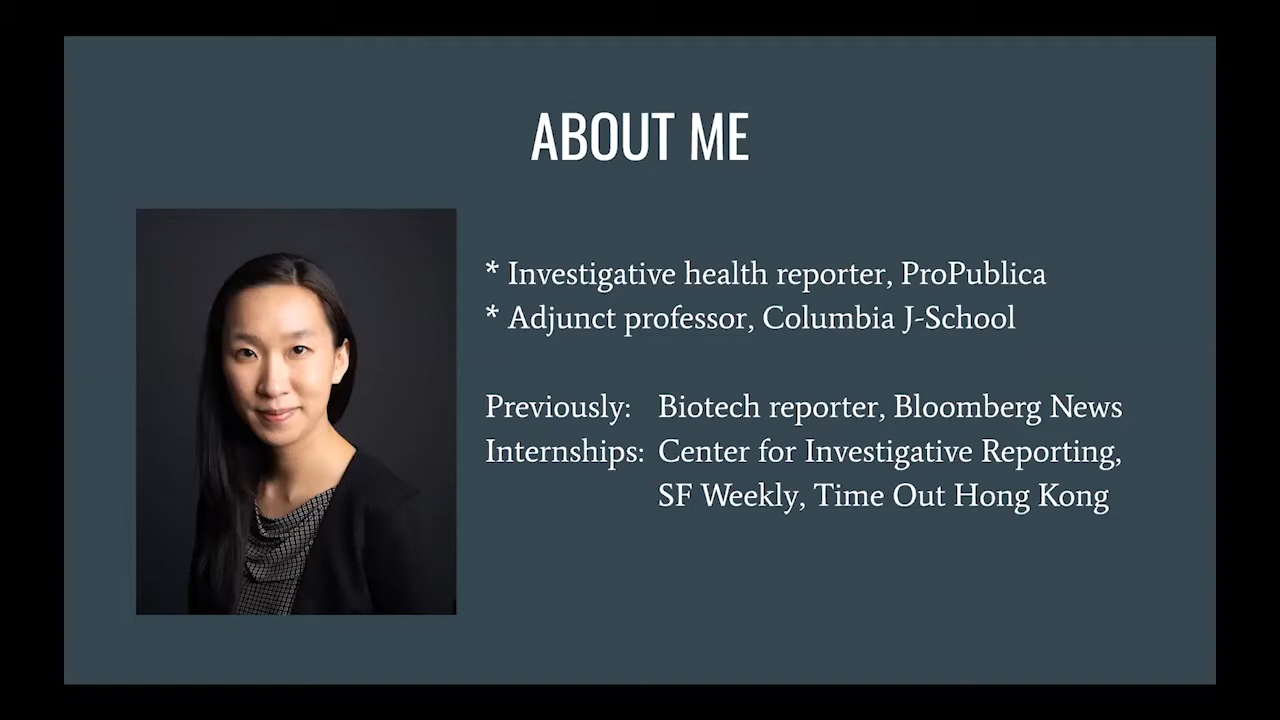 ABOUT ME
* Investigative health reporter, ProPublica
* Adjunct professor, Columbia J-School
Previously: Biotech reporter, Bloomberg News
Internships: Center for Investigative Reporting,
SF Weekly, Time Out Hong Kong